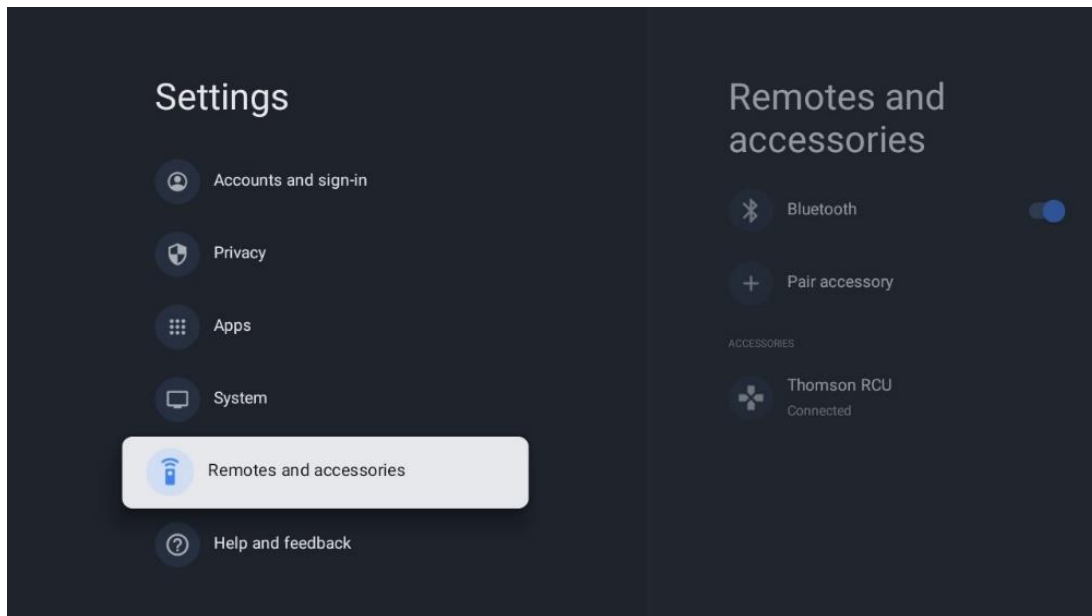 Settings
Accounts and sign-in
Privacy
Apps
System
Remotes and accessories
Help and feedback
Remotes and
accessories
Bluetooth
Pair accessory
ACCESSORIES
Thomson RCU
Connected